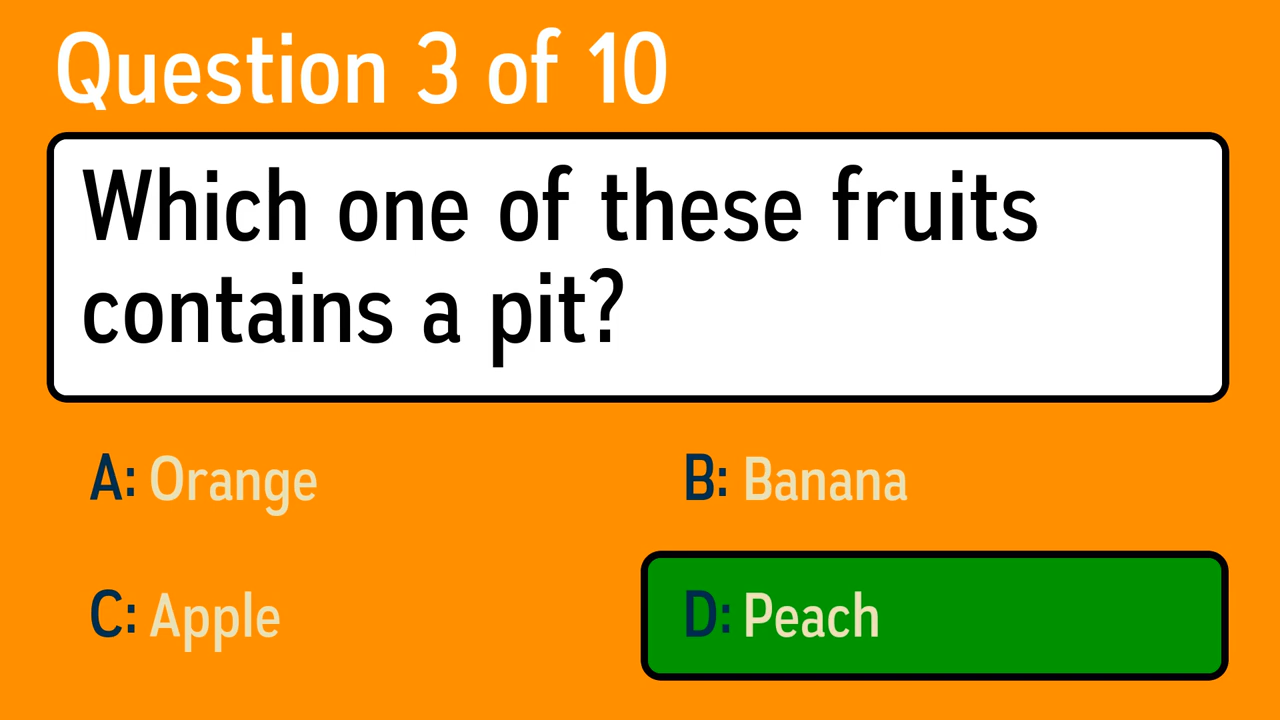 Question 3 of 10
Which one of these fruits
contains a pit?
A: Orange
B: Banana
C: Apple
D: Peach